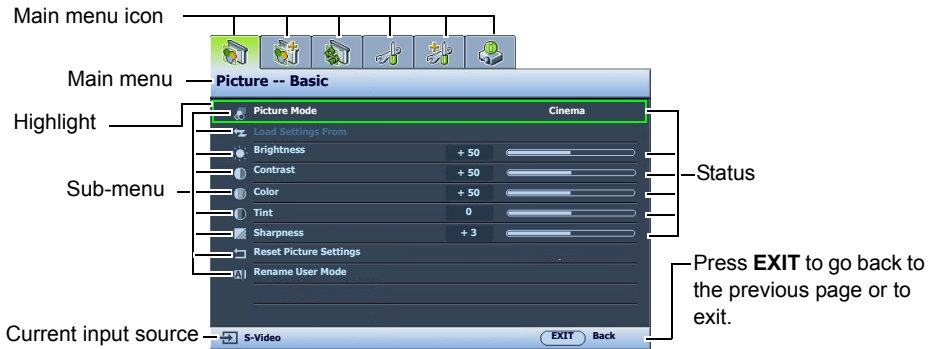 Main menu icon
Main menu
Picture -- Basic
Highlight
Picture Mode Cinema
Load Settings From
Brightness + 50
Contrast + 50
Status
Sub-menu
Color + 50
Tint 0
Sharpness + 3
Reset Picture Settings
Rename User Mode
Press EXIT to go back to
the previous page or to
exit.
Current input source
S-Video EXIT Back